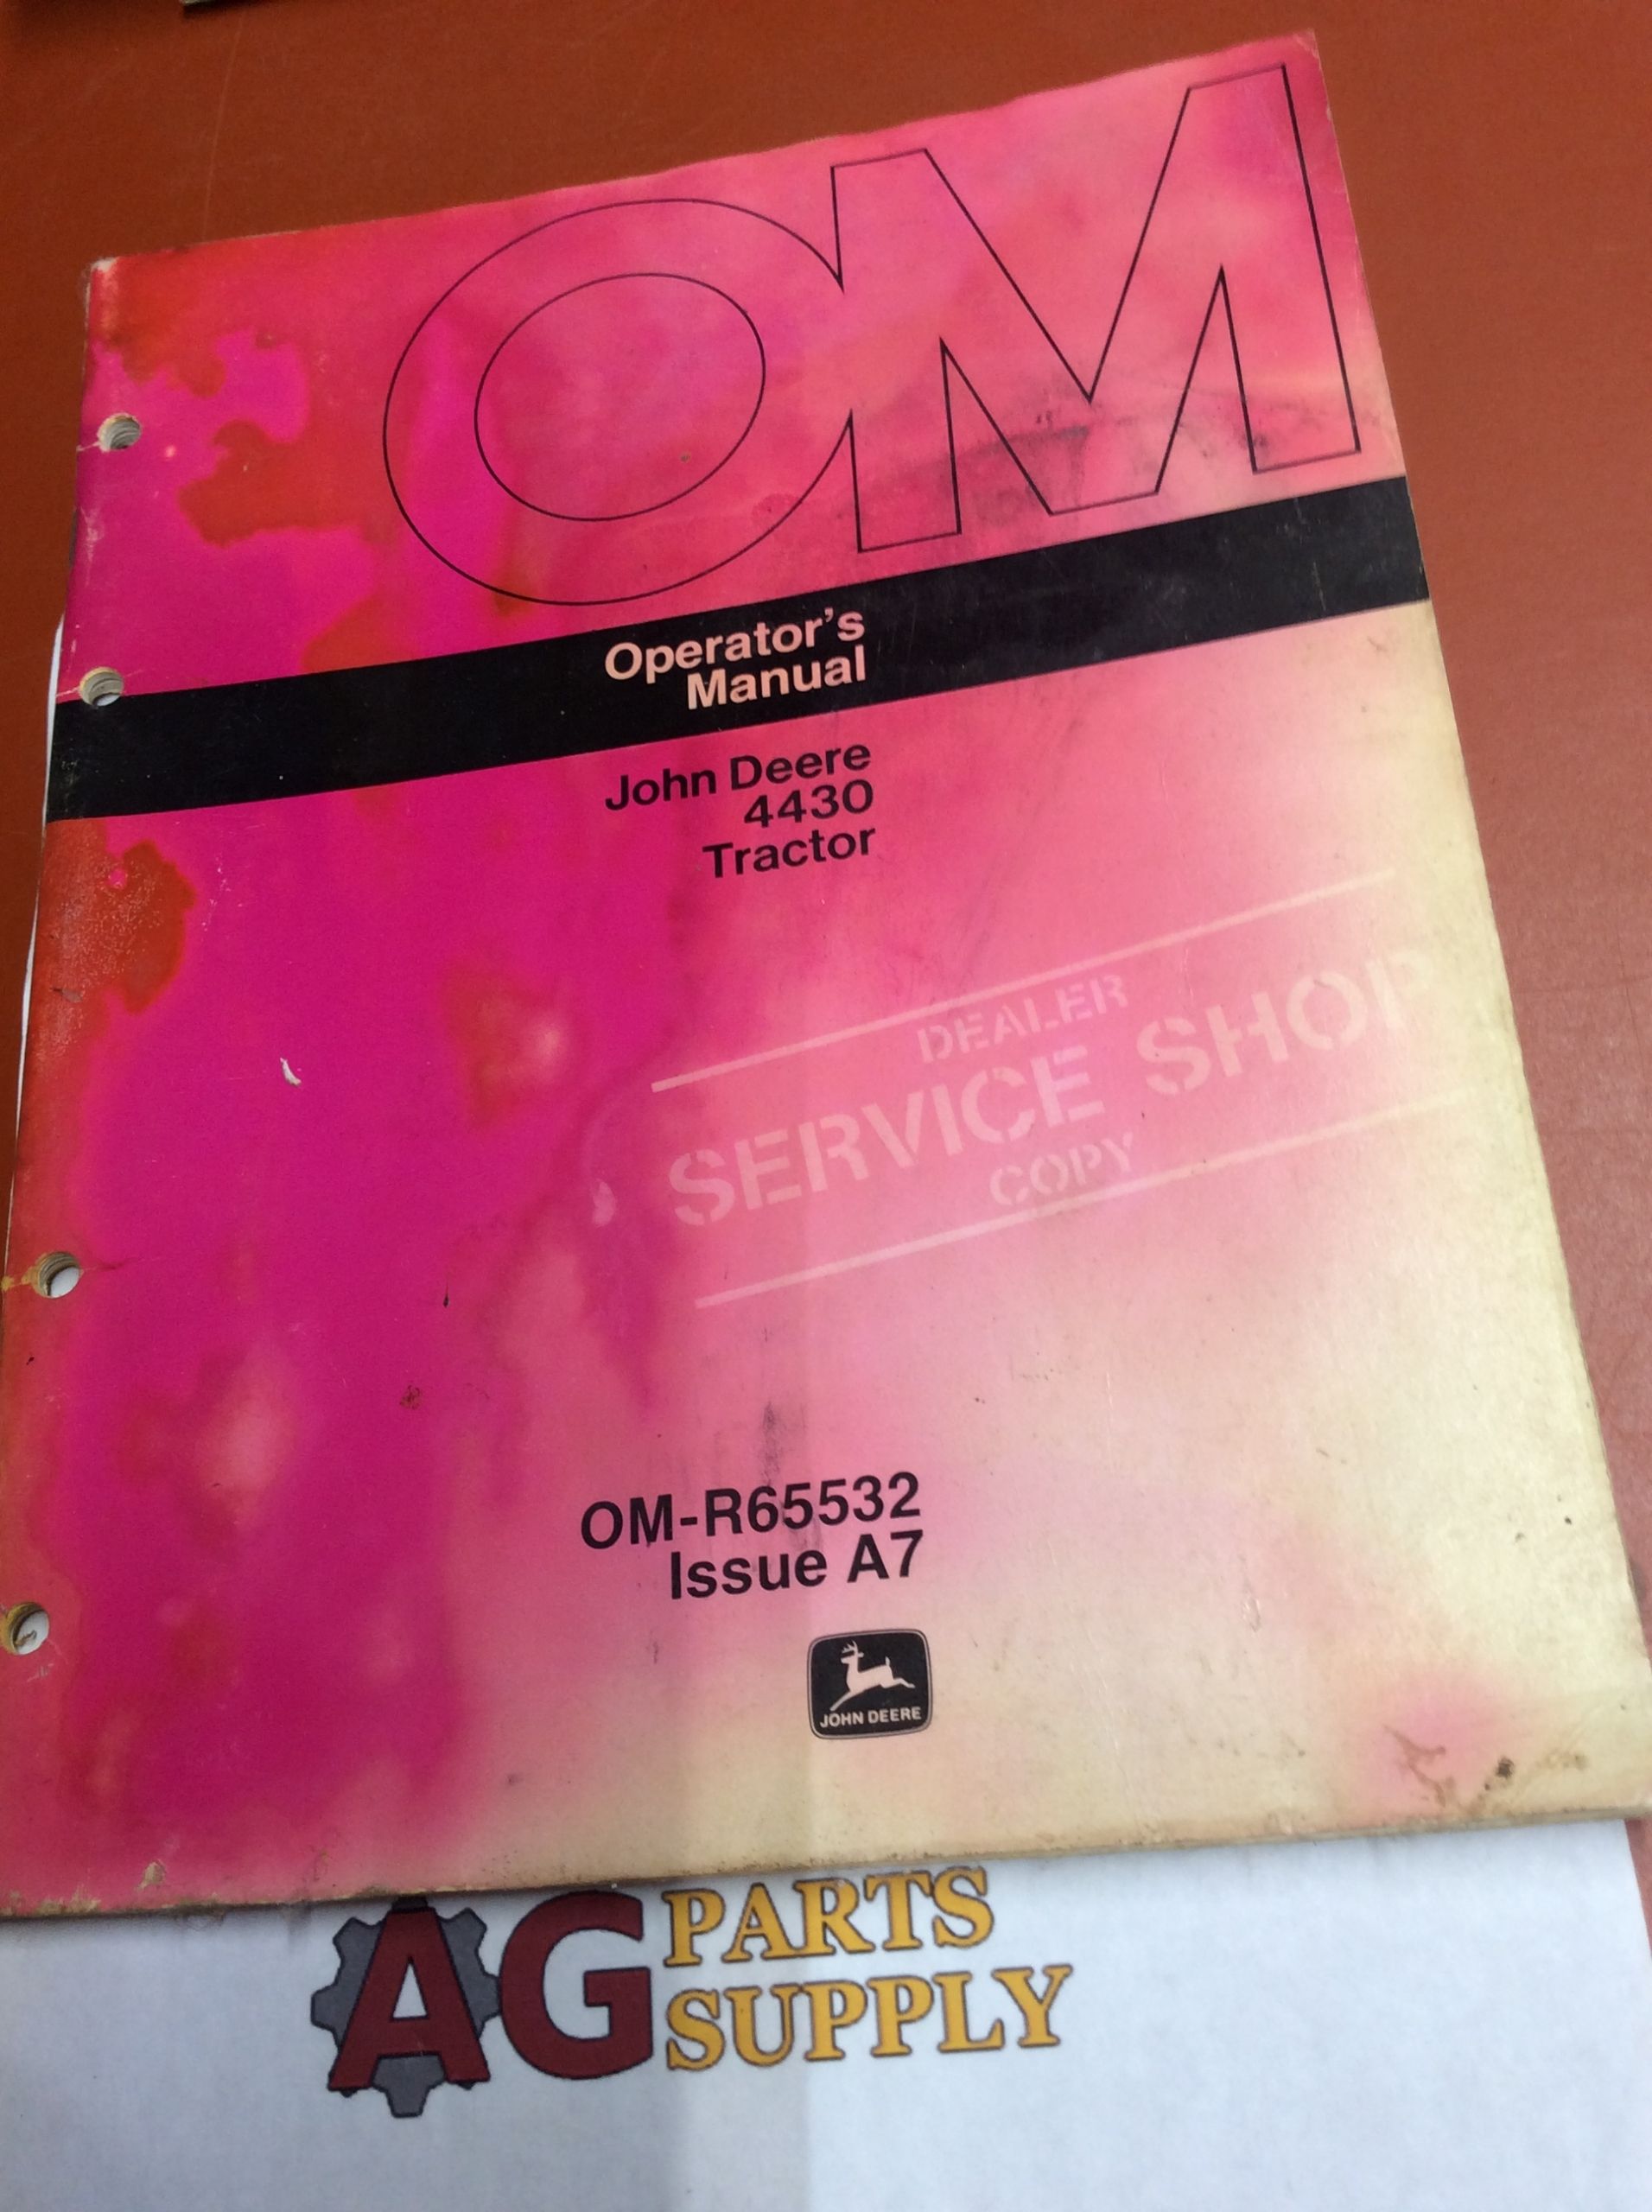 OM
Operator's
Manual
John Deere
4430
Tractor
DEALER
SERVICE SHOP
COPY
OM-R65532
Issue A7
JOHN DEERE
AG PARTS
SUPPLY